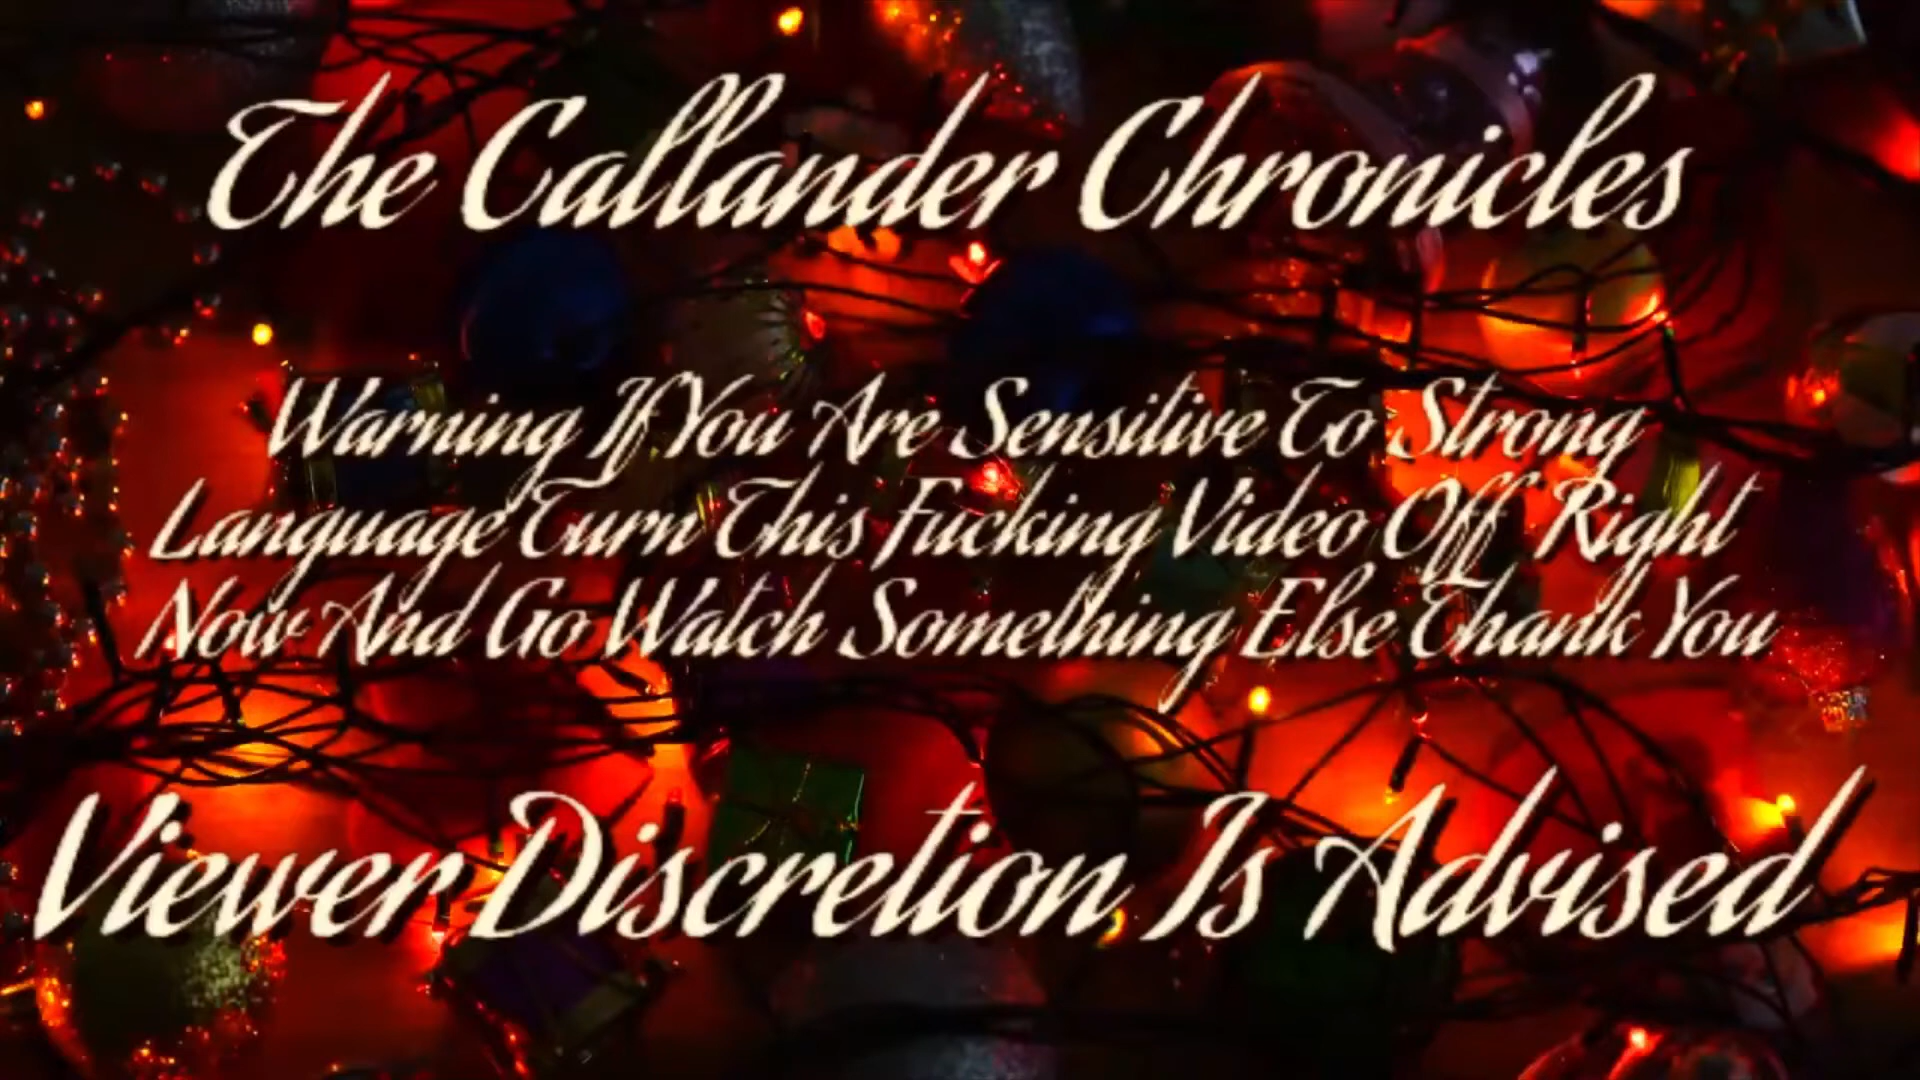 The Callander Chronicles
Warning If You Are Sensitive To Strong
Language Turn This Fucking Video Off Right
Now And Go Watch Something Else Thank You
Viewer Discretion Is Advised